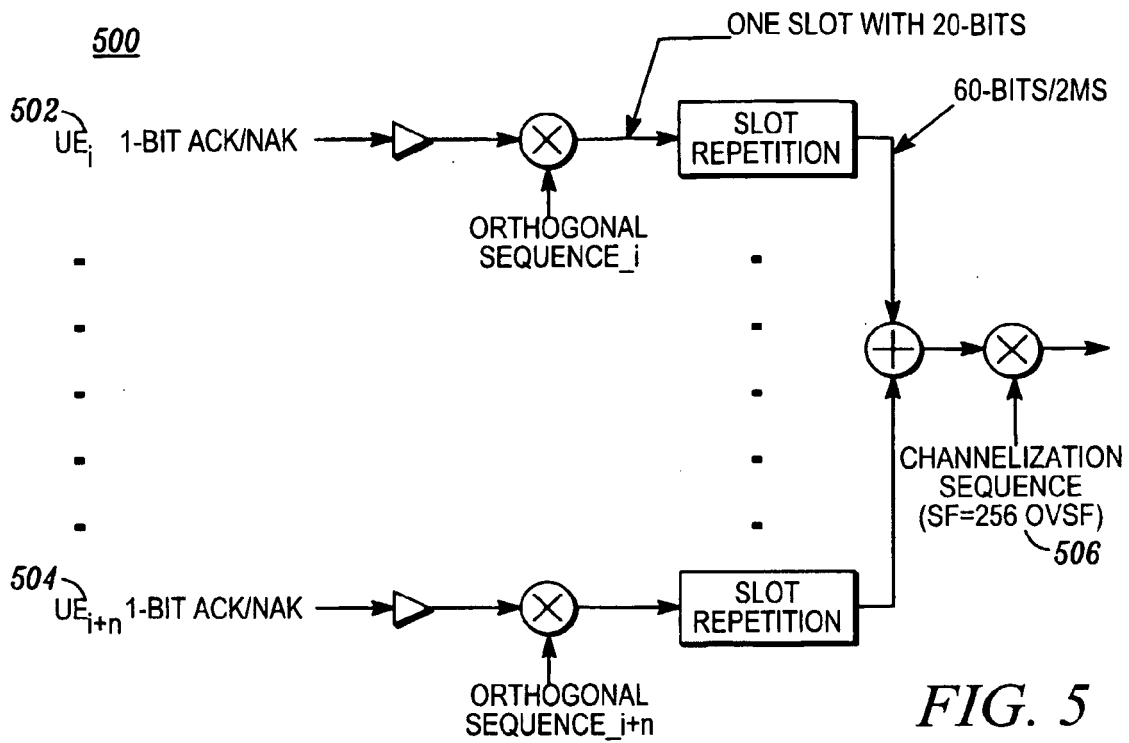 500
ONE SLOT WITH 20-BITS
60-BITS/2MS
502
UEi 1-BIT ACK/NAK
SLOT
REPETITION
ORTHOGONAL
SEQUENCE_i
CHANNELIZATION
SEQUENCE
(SF=256 OVSF)
506
504
UEi+n 1-BIT ACK/NAK
SLOT
REPETITION
ORTHOGONAL
SEQUENCE_i+n
FIG. 5